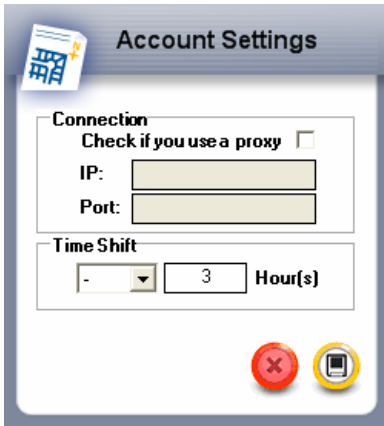 Account Settings
Connection
Check if you use a proxy
IP:
Port:
Time Shift
- 3 Hour(s)